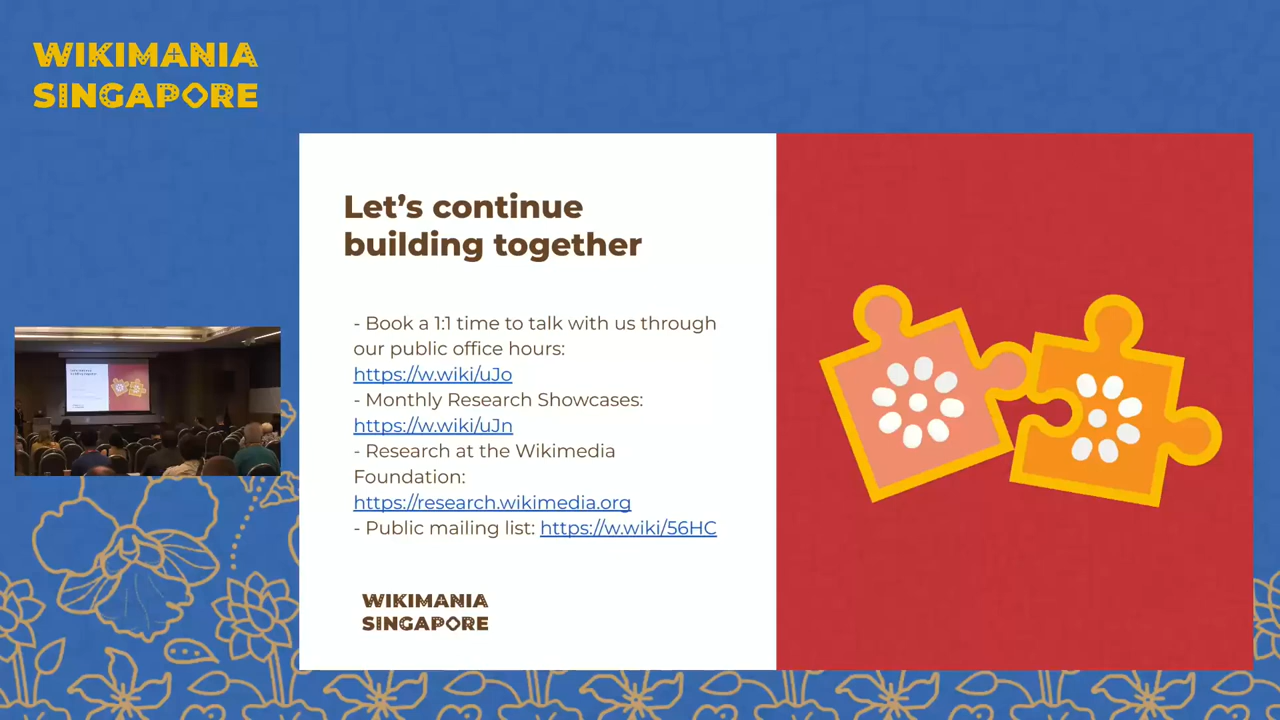 WIKIMANIA
SINGAPORE
Let's continue
building together
- Book a 1:1 time to talk with us through
our public office hours:
https://w.wiki/uJo
- Monthly Research Showcases:
https://w.wiki/uJn
- Research at the Wikimedia
Foundation:
https://research.wikimedia.org
- Public mailing list: https://w.wiki/56HC
WIKIMANIA
SINGAPORE